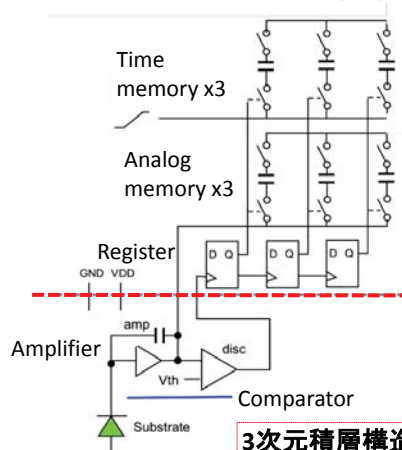 Time
memory x3
Analog
memory x3
Register
D Q
D Q
D Q
GND VDD
amp
Amplifier
disc
Vth
Comparator
Substrate
3次元積層構造